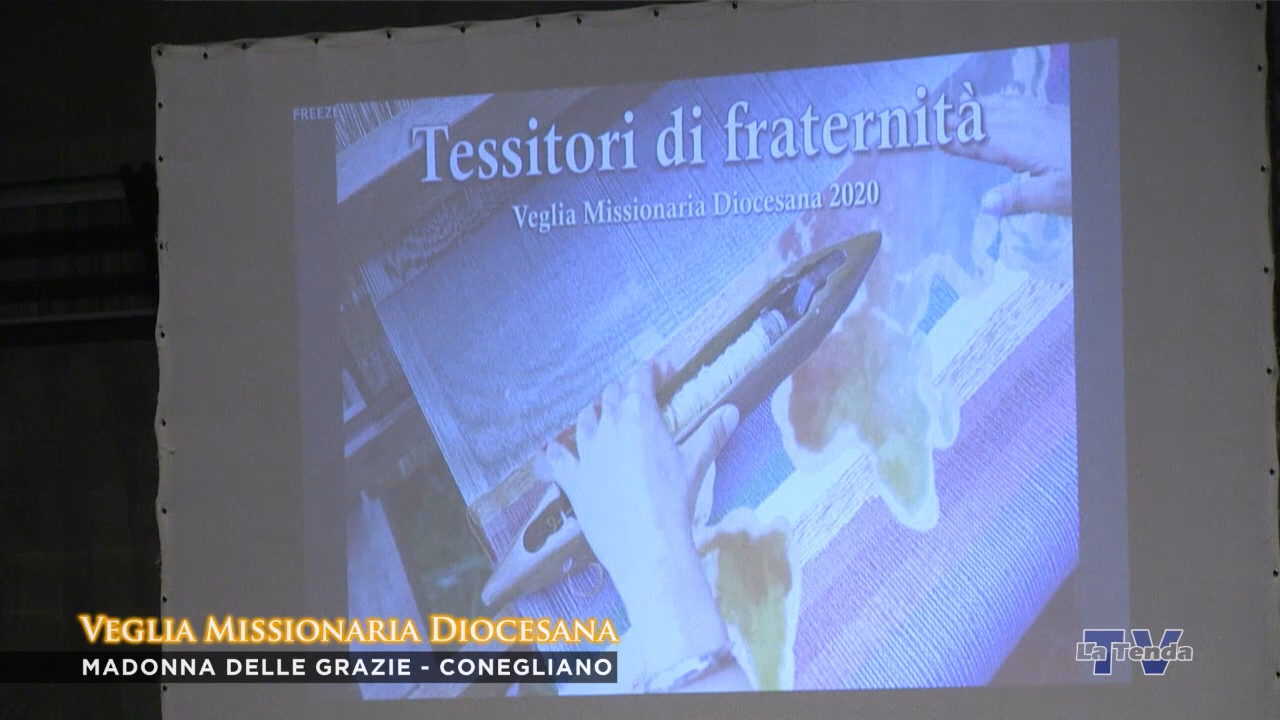 FREEZE
Tessitori di fraternità
Veglia Missionaria Diocesana 2020
VEGLIA MISSIONARIA DIOCESANA
MADONNA DELLE GRAZIE - CONEGLIANO
TV
La Tenda